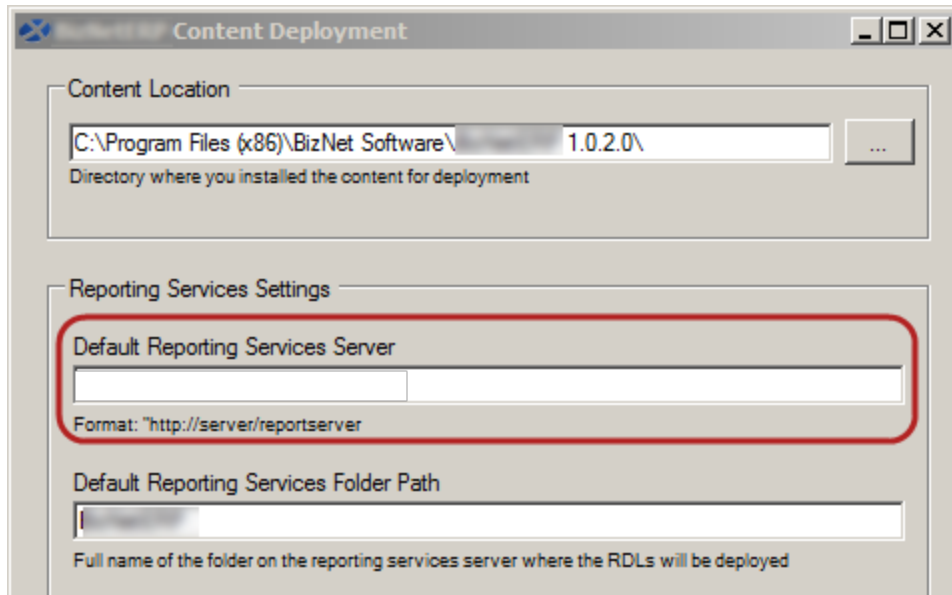 Content Deployment
Content Location
C:\Program Files (x86)\BizNet Software\ 1.0.2.0\
...
Directory where you installed the content for deployment
Reporting Services Settings
Default Reporting Services Server
Format: "http://server/reportserver
Default Reporting Services Folder Path
Full name of the folder on the reporting services server where the RDLs will be deployed